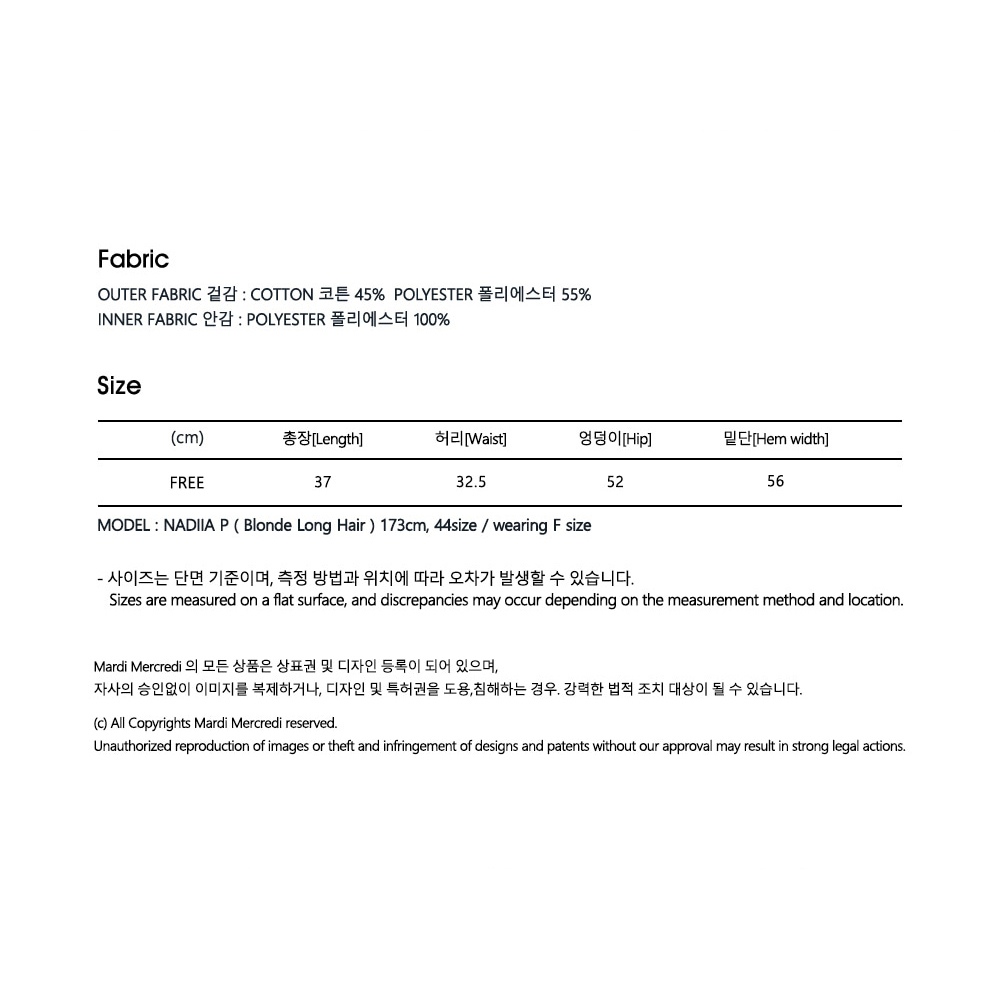 Fabric
OUTER FABRIC 겉감 : COTTON 코튼 45%  POLYESTER 폴리에스터 55%
INNER FABRIC 안감 : POLYESTER 폴리에스터 100%
Size
(cm) 총장[Length] 허리[Waist] 엉덩이[Hip] 밑단[Hem width]
FREE 37 32.5 52 56
MODEL : NADIIA P ( Blonde Long Hair ) 173cm, 44size / wearing F size
- 사이즈는 단면 기준이며, 측정 방법과 위치에 따라 오차가 발생할 수 있습니다.
Sizes are measured on a flat surface, and discrepancies may occur depending on the measurement method and location.
Mardi Mercredi 의 모든 상품은 상표권 및 디자인 등록이 되어 있으며,
자사의 승인없이 이미지를 복제하거나, 디자인 및 특허권을 도용,침해하는 경우. 강력한 법적 조치 대상이 될 수 있습니다.
(c) All Copyrights Mardi Mercredi reserved.
Unauthorized reproduction of images or theft and infringement of designs and patents without our approval may result in strong legal actions.